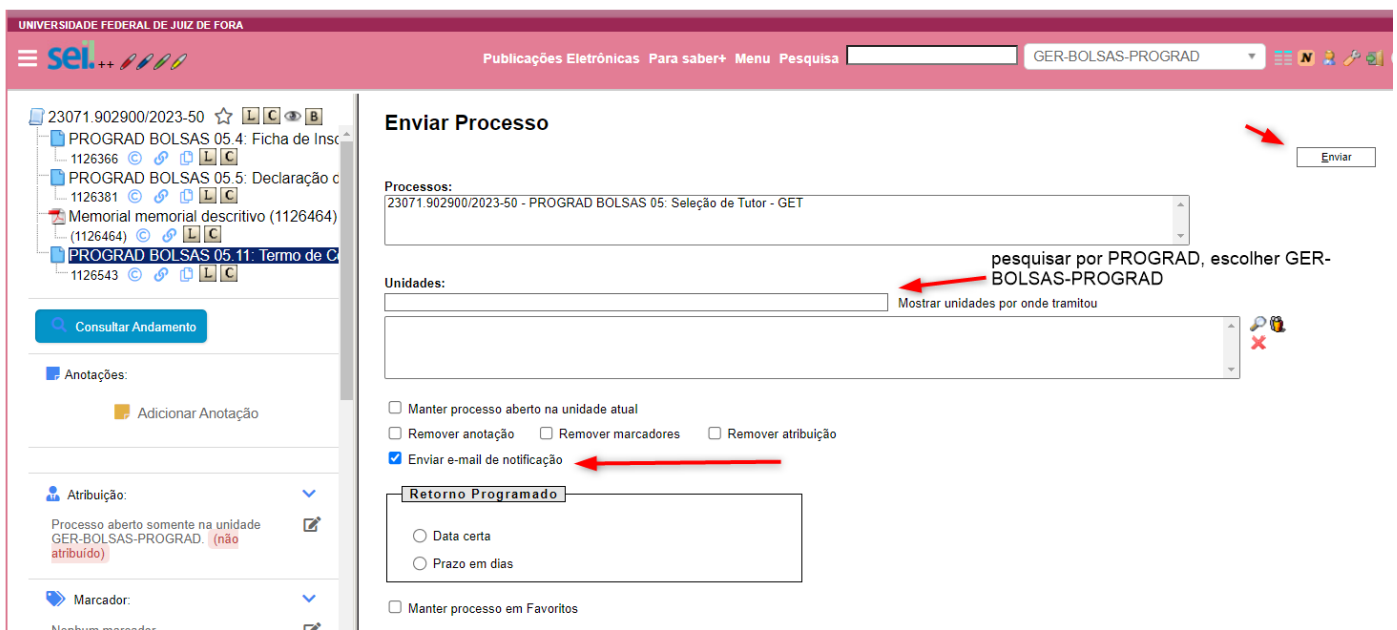 UNIVERSIDADE FEDERAL DE JUIZ DE FORA
sei. ++
Publicações Eletrônicas Para saber+ Menu Pesquisa
GER-BOLSAS-PROGRAD
N
23071.902900/2023-50 L C B
PROGRAD BOLSAS 05.4: Ficha de Insc
1126366 © L C
PROGRAD BOLSAS 05.5: Declaração c
1126381 © L C
Memorial memorial descritivo (1126464)
(1126464) © L C
PROGRAD BOLSAS 05.11: Termo de C
1126543 © L C
Consultar Andamento
Anotações:
Adicionar Anotação
Atribuição:
Processo aberto somente na unidade
GER-BOLSAS-PROGRAD. (não
atribuído)
Marcador:
Nenhum marcador
Enviar Processo
Enviar
Processos:
23071.902900/2023-50 - PROGRAD BOLSAS 05: Seleção de Tutor - GET
pesquisar por PROGRAD, escolher GER-
BOLSAS-PROGRAD
Unidades:
Mostrar unidades por onde tramitou
Manter processo aberto na unidade atual
Remover anotação Remover marcadores Remover atribuição
Enviar e-mail de notificação
Retorno Programado
Data certa
Prazo em dias
Manter processo em Favoritos